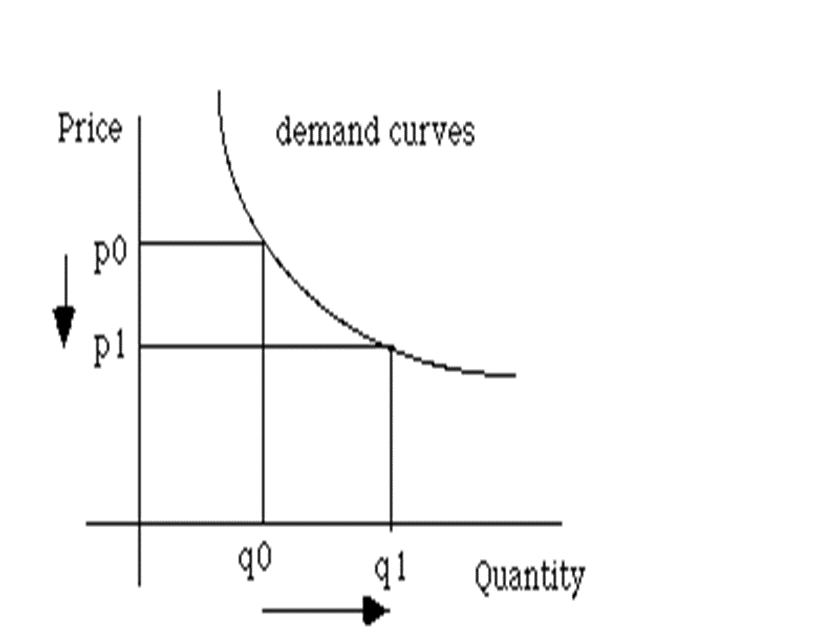 Price
demand curves
p0
p1
q0
q1
Quantity